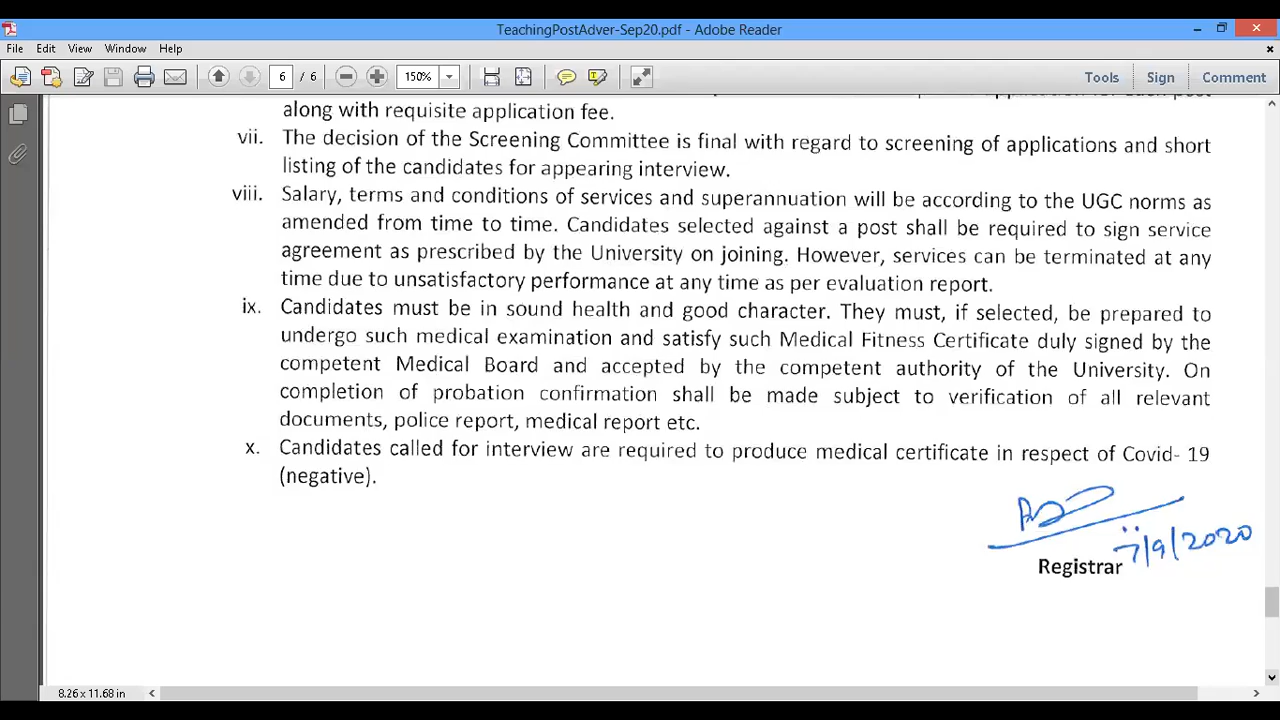 TeachingPostAdver-Sep20.pdf - Adobe Reader
File Edit View Window Help
6 / 6 150% Tools Sign Comment
along with requisite application fee.
vii. The decision of the Screening Committee is final with regard to screening of applications and short
listing of the candidates for appearing interview.
viii. Salary, terms and conditions of services and superannuation will be according to the UGC norms as
amended from time to time. Candidates selected against a post shall be required to sign service
agreement as prescribed by the University on joining. However, services can be terminated at any
time due to unsatisfactory performance at any time as per evaluation report.
ix. Candidates must be in sound health and good character. They must, if selected, be prepared to
undergo such medical examination and satisfy such Medical Fitness Certificate duly signed by the
competent Medical Board and accepted by the competent authority of the University. On
completion of probation confirmation shall be made subject to verification of all relevant
documents, police report, medical report etc.
x. Candidates called for interview are required to produce medical certificate in respect of Covid- 19
(negative).
7/9/2020
Registrar
8.26 x 11.68 in